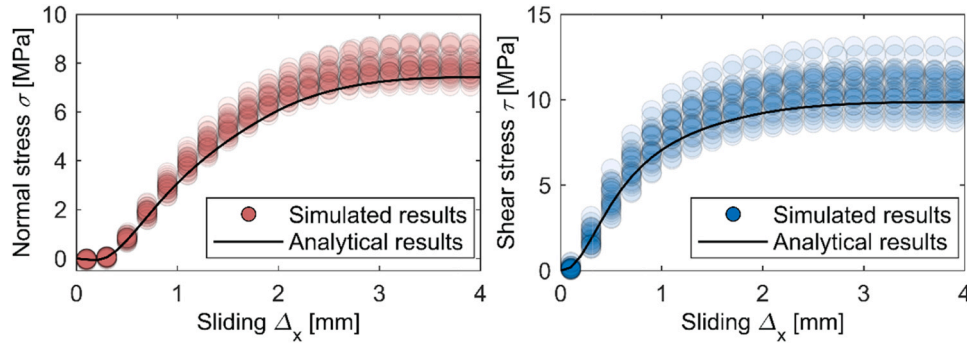 10
8
6
4
2
0
Normal stress σ [MPa]
Simulated results
Analytical results
0 1 2 3 4
Sliding Δx [mm]
15
10
5
0
Shear stress τ [MPa]
Simulated results
Analytical results
0 1 2 3 4
Sliding Δx [mm]